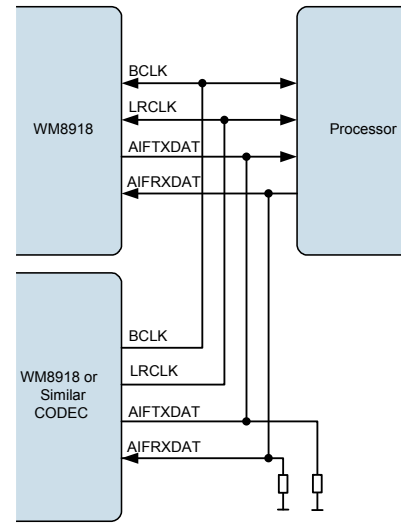 BCLK
LRCLK
WM8918
Processor
AIFTXDAT
AIFRXDAT
BCLK
LRCLK
WM8918 or
Similar
CODEC
AIFTXDAT
AIFRXDAT